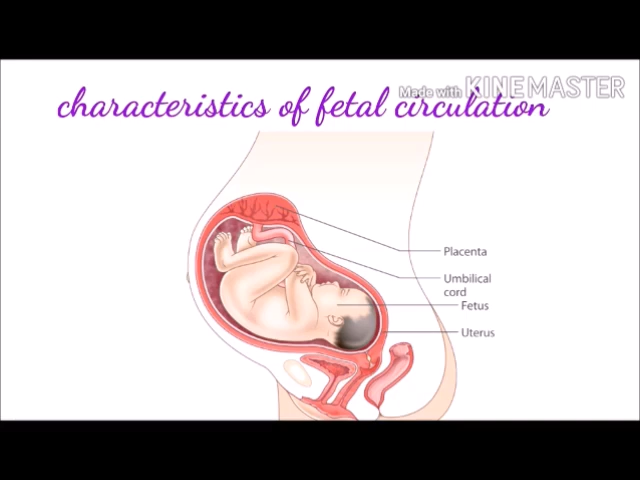 characteristics of fetal circulation
Made with KINEMASTER
Placenta
Umbilical
cord
Fetus
Uterus